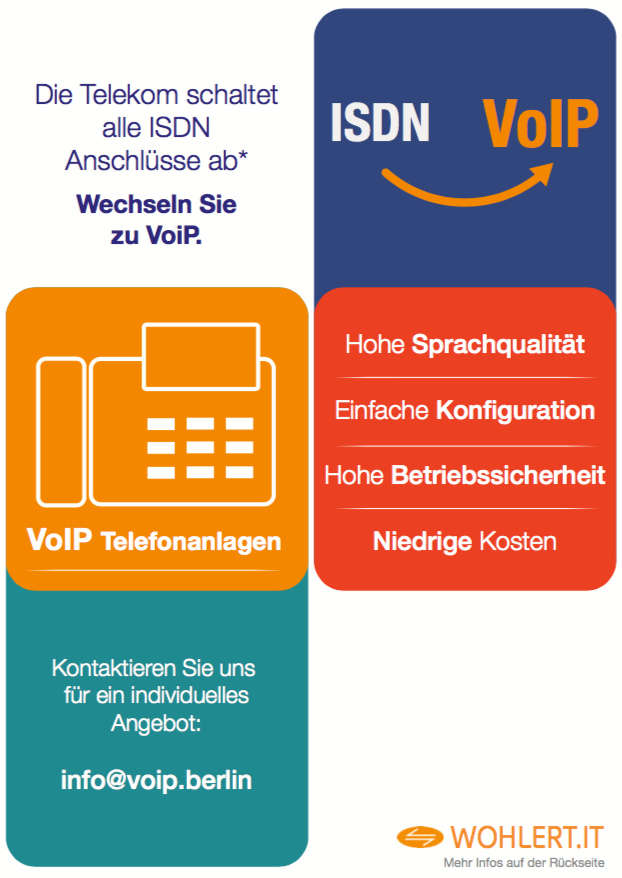 Die Telekom schaltet
alle ISDN
Anschlüsse ab*
Wechseln Sie
zu VoiP.
ISDN VoIP
VoIP Telefonanlagen
Hohe Sprachqualität
Einfache Konfiguration
Hohe Betriebssicherheit
Niedrige Kosten
Kontaktieren Sie uns
für ein individuelles
Angebot:
info@voip.berlin
WOHLERT.IT
Mehr Infos auf der Rückseite